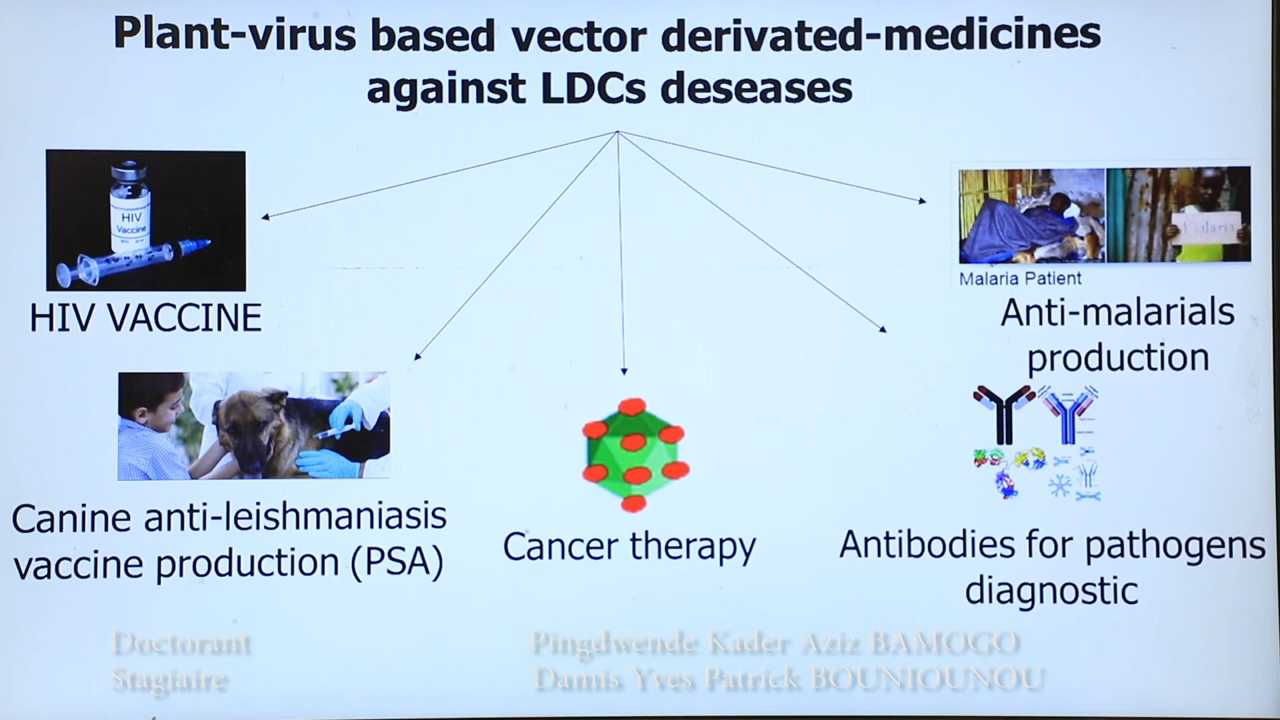 Plant-virus based vector derivated-medicines
against LDCs deseases
HIV
Vaccine
HIV VACCINE
Malaria
Malaria Patient
Anti-malarials
production
Canine anti-leishmaniasis
vaccine production (PSA)
Cancer therapy
Antibodies for pathogens
diagnostic
Doctorant Pingdwende Kader Aziz BAMOGO
Stagiaire Damis Yves Patrick BOUNIOUNOU